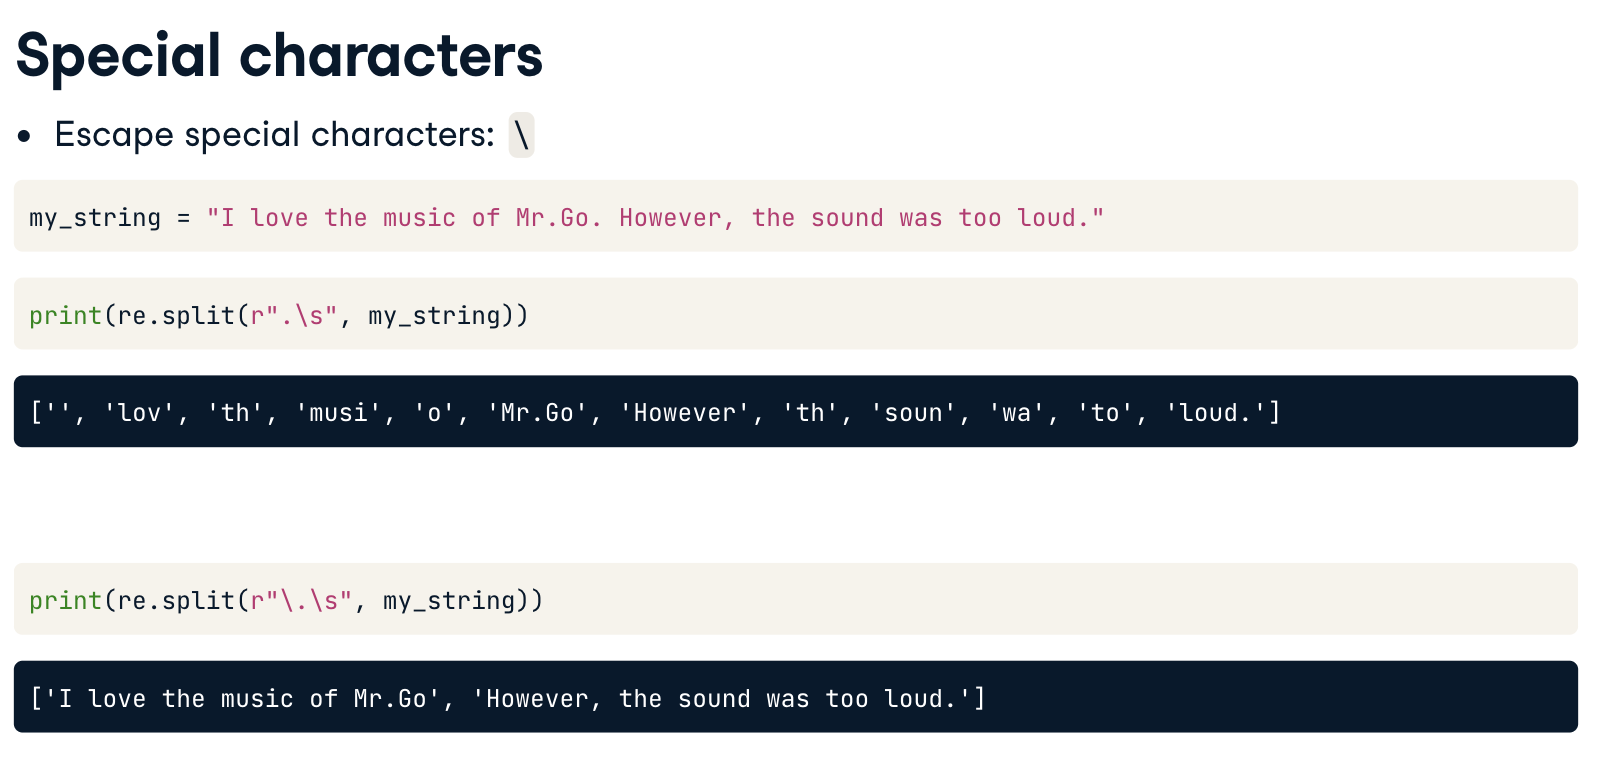 Special characters
• Escape special characters: \
my_string = "I love the music of Mr.Go. However, the sound was too loud."
print(re.split(r".\s", my_string))
['', 'lov', 'th', 'musi', 'o', 'Mr.Go', 'However', 'th', 'soun', 'wa', 'to', 'loud.']
print(re.split(r"\.\s", my_string))
['I love the music of Mr.Go', 'However, the sound was too loud.']